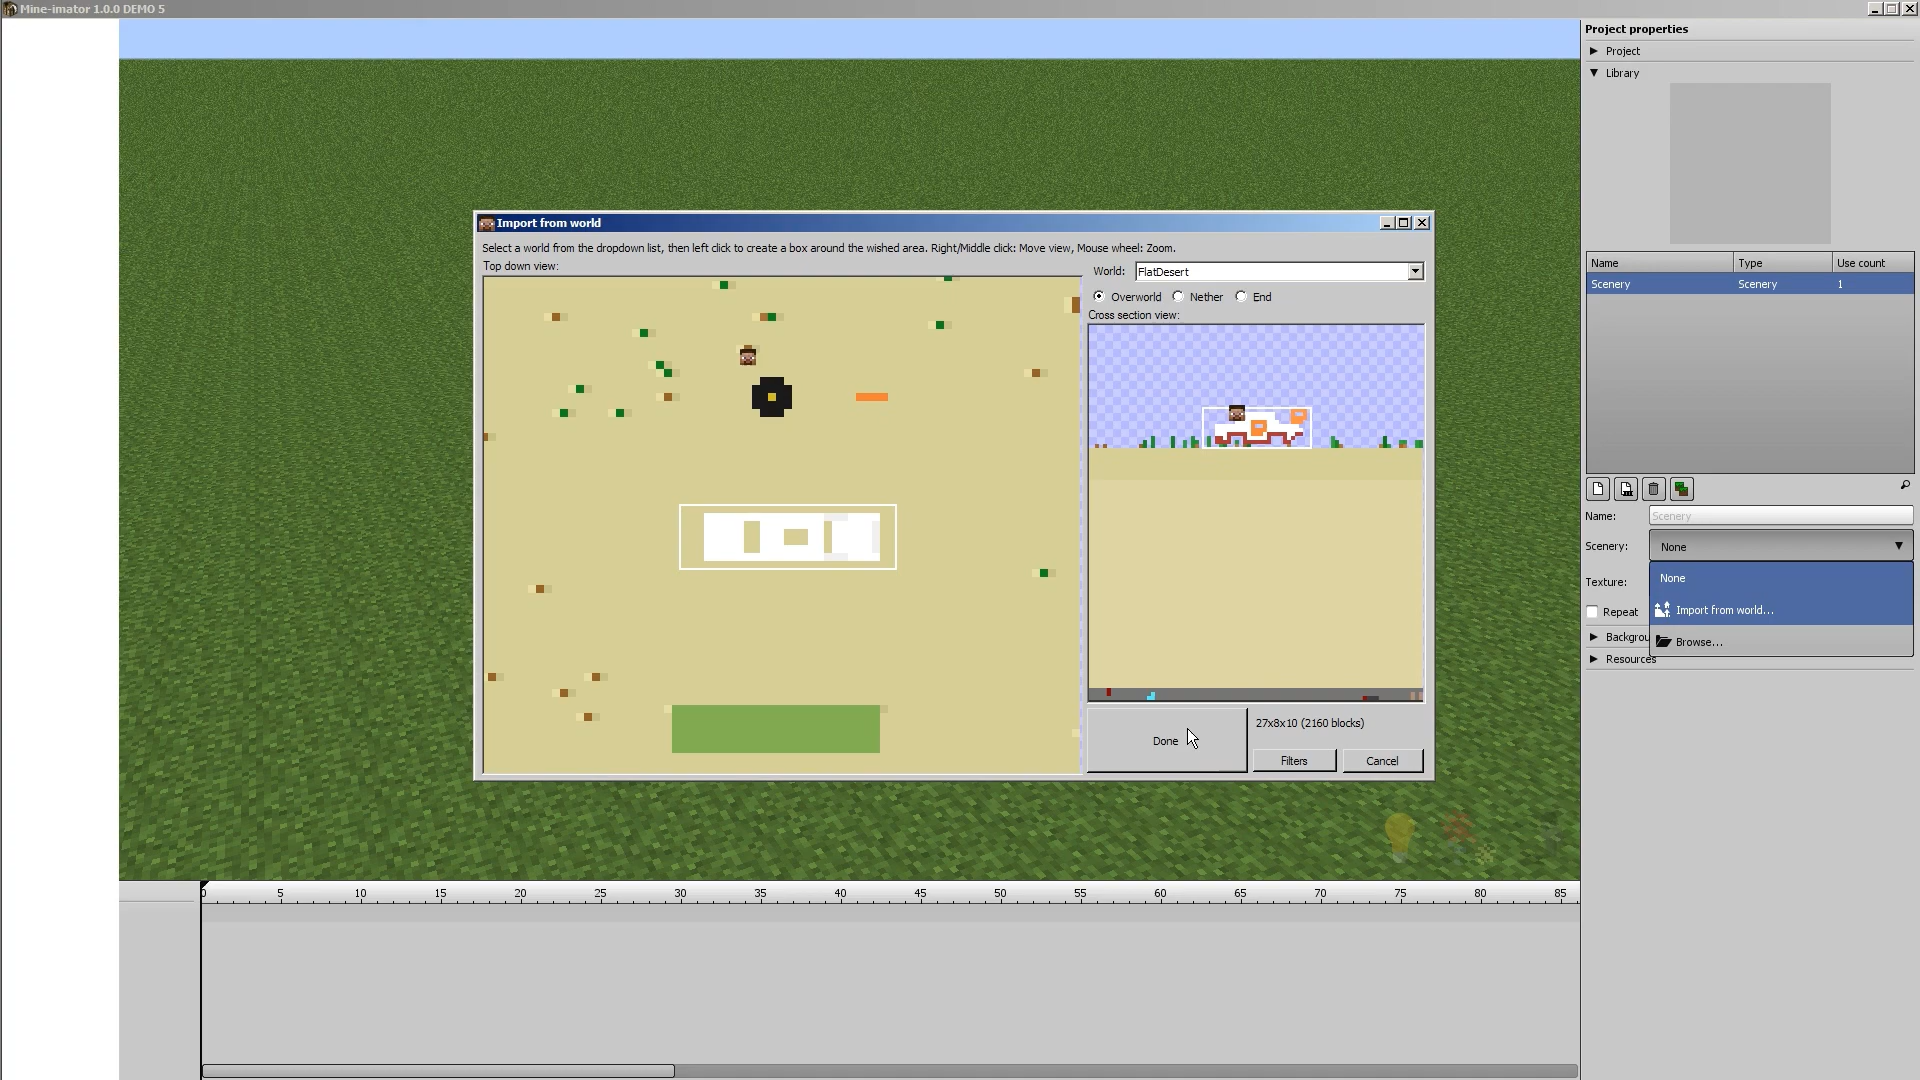 Mine-imator 1.0.0 DEMO 5
Project properties
Project
Library
Name Type Use count
Scenery Scenery 1
Name: Scenery
Scenery: None
None
Texture:
Import from world...
Repeat
Backgrou
Browse...
Resources
Import from world
Select a world from the dropdown list, then left click to create a box around the wished area. Right/Middle click: Move view, Mouse wheel: Zoom.
Top down view:
World: FlatDesert
Overworld Nether End
Cross section view:
Done
27x8x10 (2160 blocks)
Filters Cancel
0 5 10 15 20 25 30 35 40 45 50 55 60 65 70 75 80 85